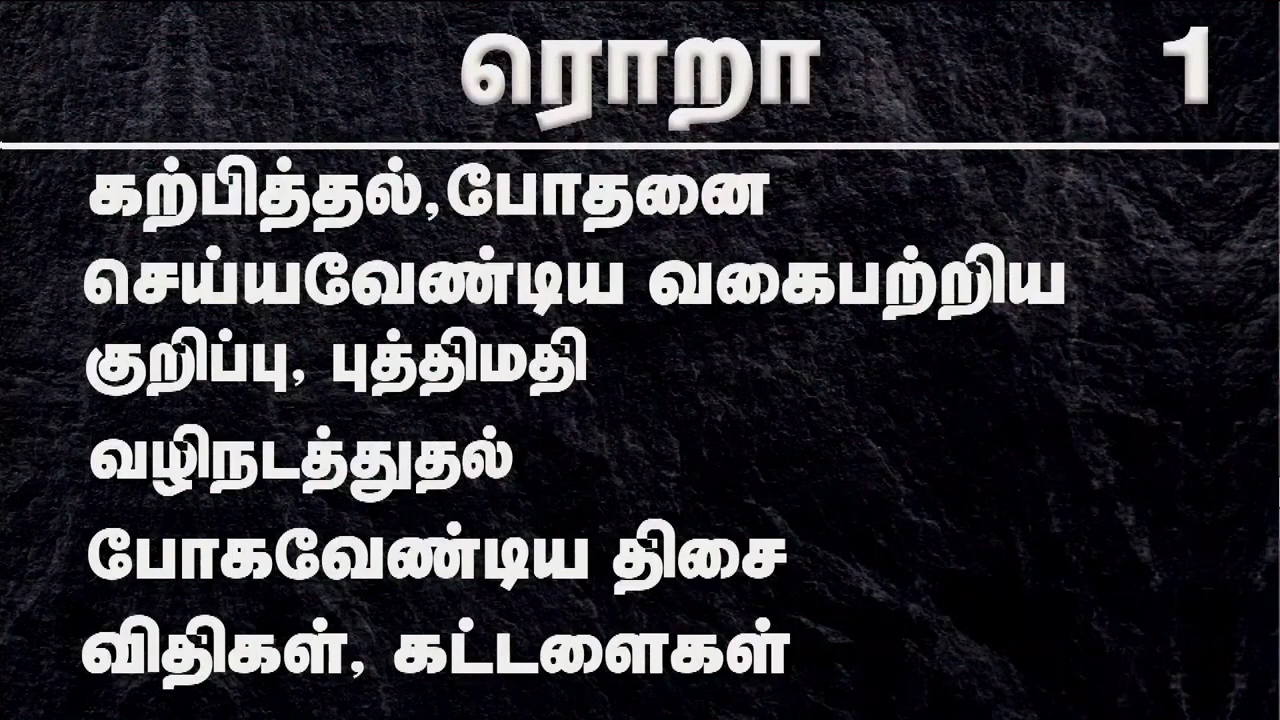 ரொறா
1
கற்பித்தல்,போதனை
செய்யவேண்டிய வகைபற்றிய
குறிப்பு, புத்திமதி
வழிநடத்துதல்
போகவேண்டிய திசை
விதிகள், கட்டளைகள்